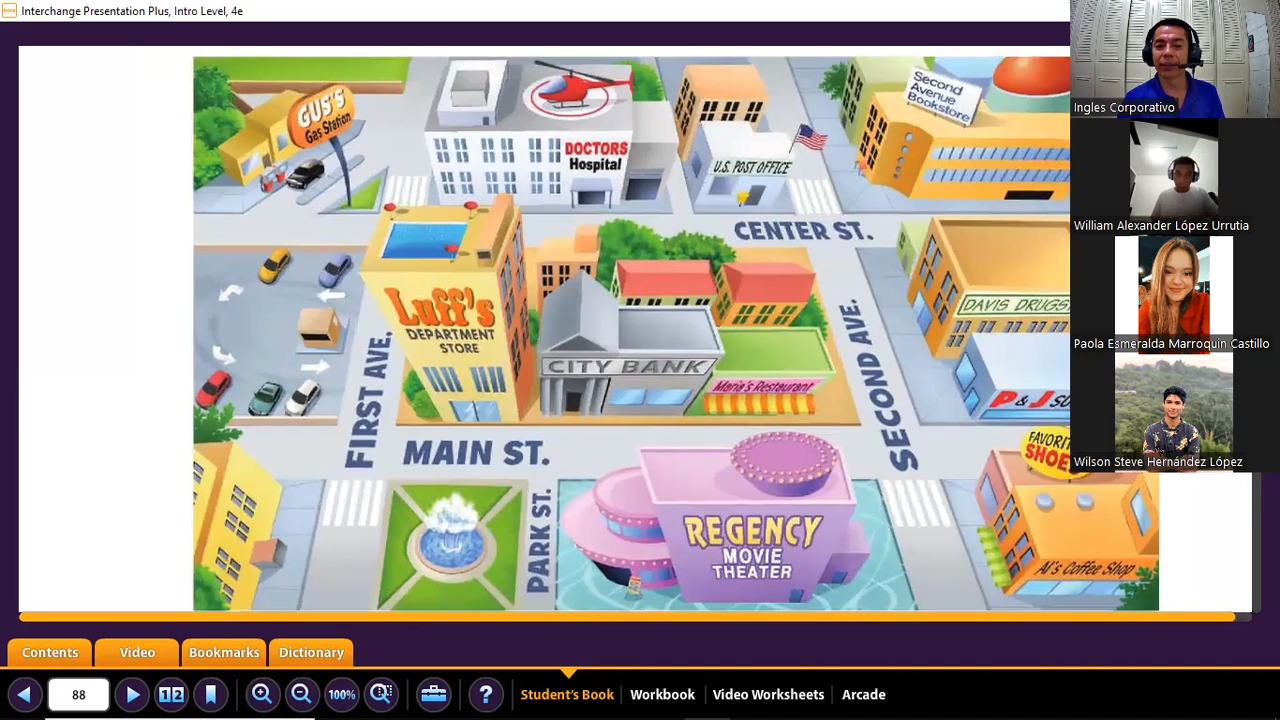 Interchange Presentation Plus, Intro Level, 4e
GUS'S
Gas Station
DOCTORS
Hospital
U.S. POST OFFICE
Second
Avenue
Bookstore
CENTER ST.
Luff's
DEPARTMENT
STORE
CITY BANK
Maria's Restaurant
DAVIS DRUGS
P & J
FIRST AVE.
SECOND AVE.
MAIN ST.
PARK ST.
REGENCY
MOVIE
THEATER
SHOE
Al's Coffee Shop
Ingles Corporativo
William Alexander López Urrutia
Paola Esmeralda Marroquin Castillo
Wilson Steve Hernández López
Contents
Video
Bookmarks
Dictionary
88
1 2
100%
?
Student's Book
Workbook
Video Worksheets
Arcade